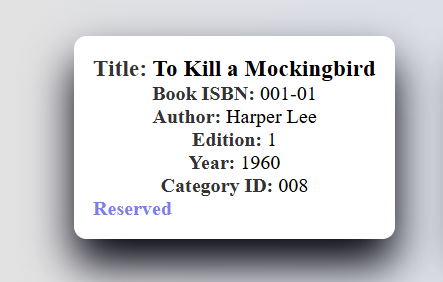 Title: To Kill a Mockingbird
Book ISBN: 001-01
Author: Harper Lee
Edition: 1
Year: 1960
Category ID: 008
Reserved